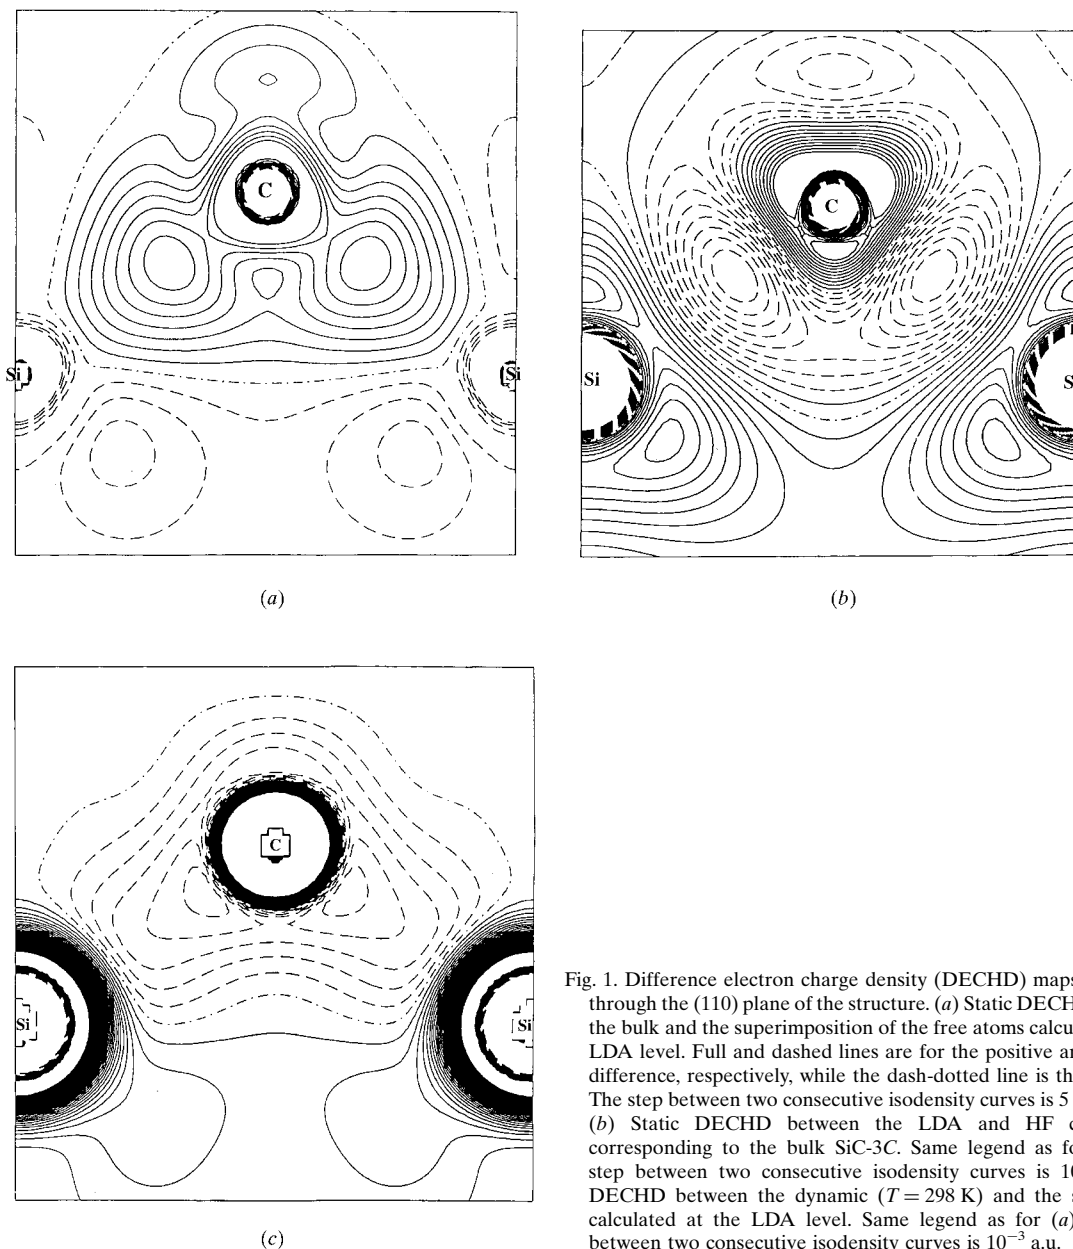 C
Si
Si
(a)
C
Si
S
(b)
C
Si
Si
(c)
Fig. 1. Difference electron charge density (DECHD) maps
through the (110) plane of the structure. (a) Static DECH
the bulk and the superimposition of the free atoms calcu
LDA level. Full and dashed lines are for the positive an
difference, respectively, while the dash-dotted line is th
The step between two consecutive isodensity curves is 5
(b) Static DECHD between the LDA and HF c
corresponding to the bulk SiC-3C. Same legend as fo
step between two consecutive isodensity curves is 10
DECHD between the dynamic (T = 298 K) and the s
calculated at the LDA level. Same legend as for (a)
between two consecutive isodensity curves is 10⁻³ a.u.